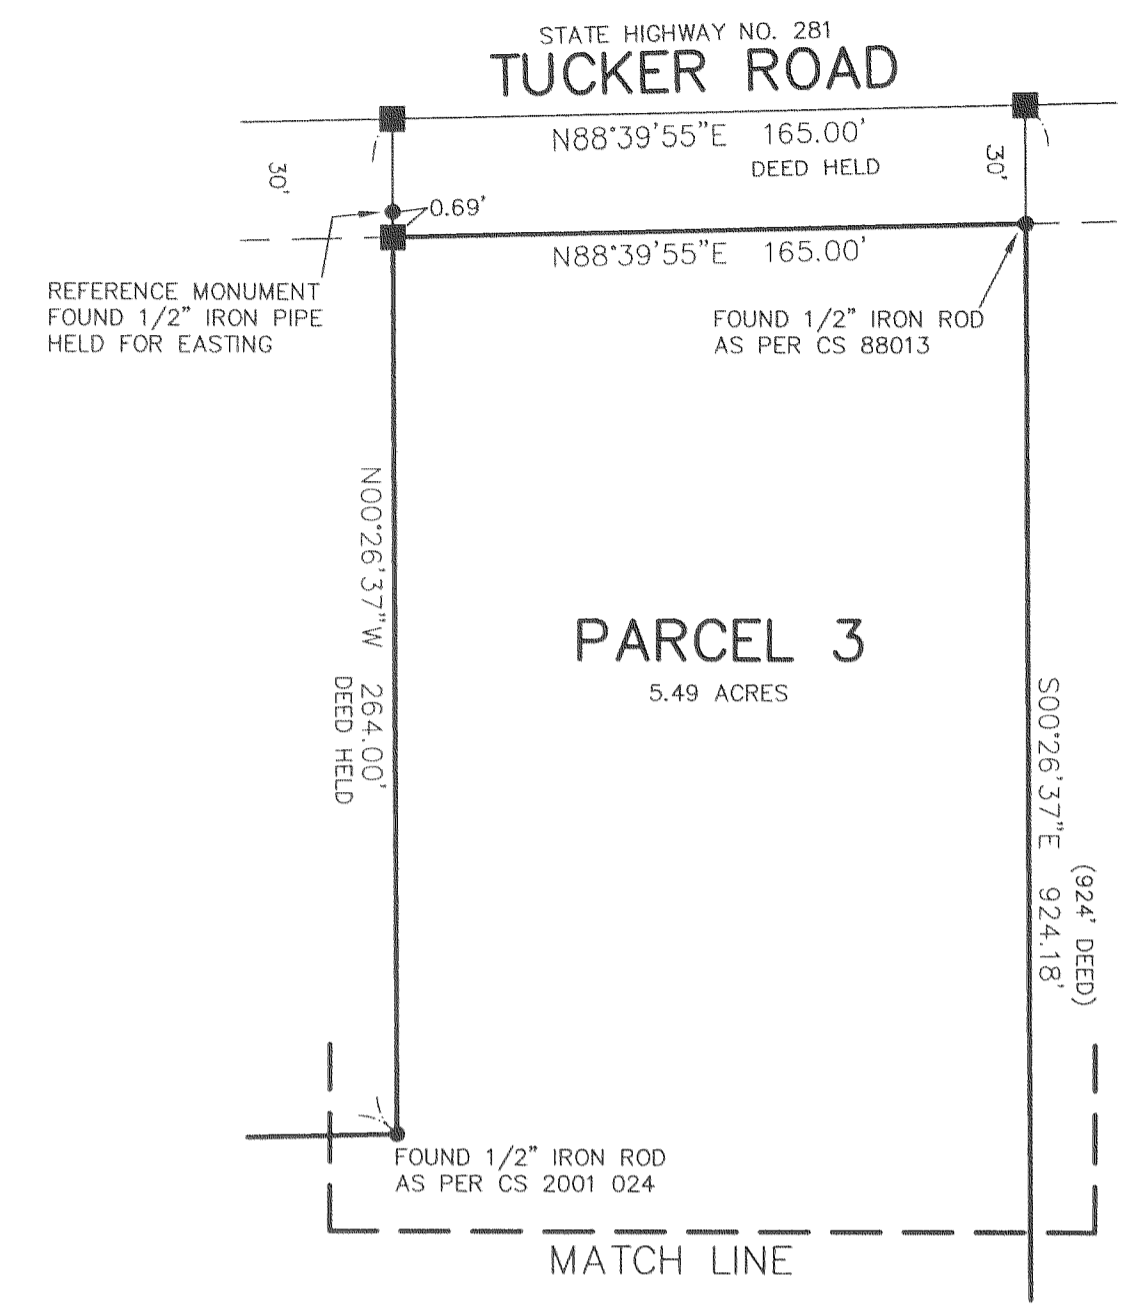 STATE HIGHWAY NO. 281
TUCKER ROAD
N88°39'55"E 165.00'
DEED HELD
30'
30'
0.69'
N88°39'55"E 165.00'
REFERENCE MONUMENT
FOUND 1/2" IRON PIPE
HELD FOR EASTING
FOUND 1/2" IRON ROD
AS PER CS 88013
N00°26'37"W 264.00'
DEED HELD
PARCEL 3
5.49 ACRES
S00°26'37"E 924.18'
(924' DEED)
FOUND 1/2" IRON ROD
AS PER CS 2001 024
MATCH LINE